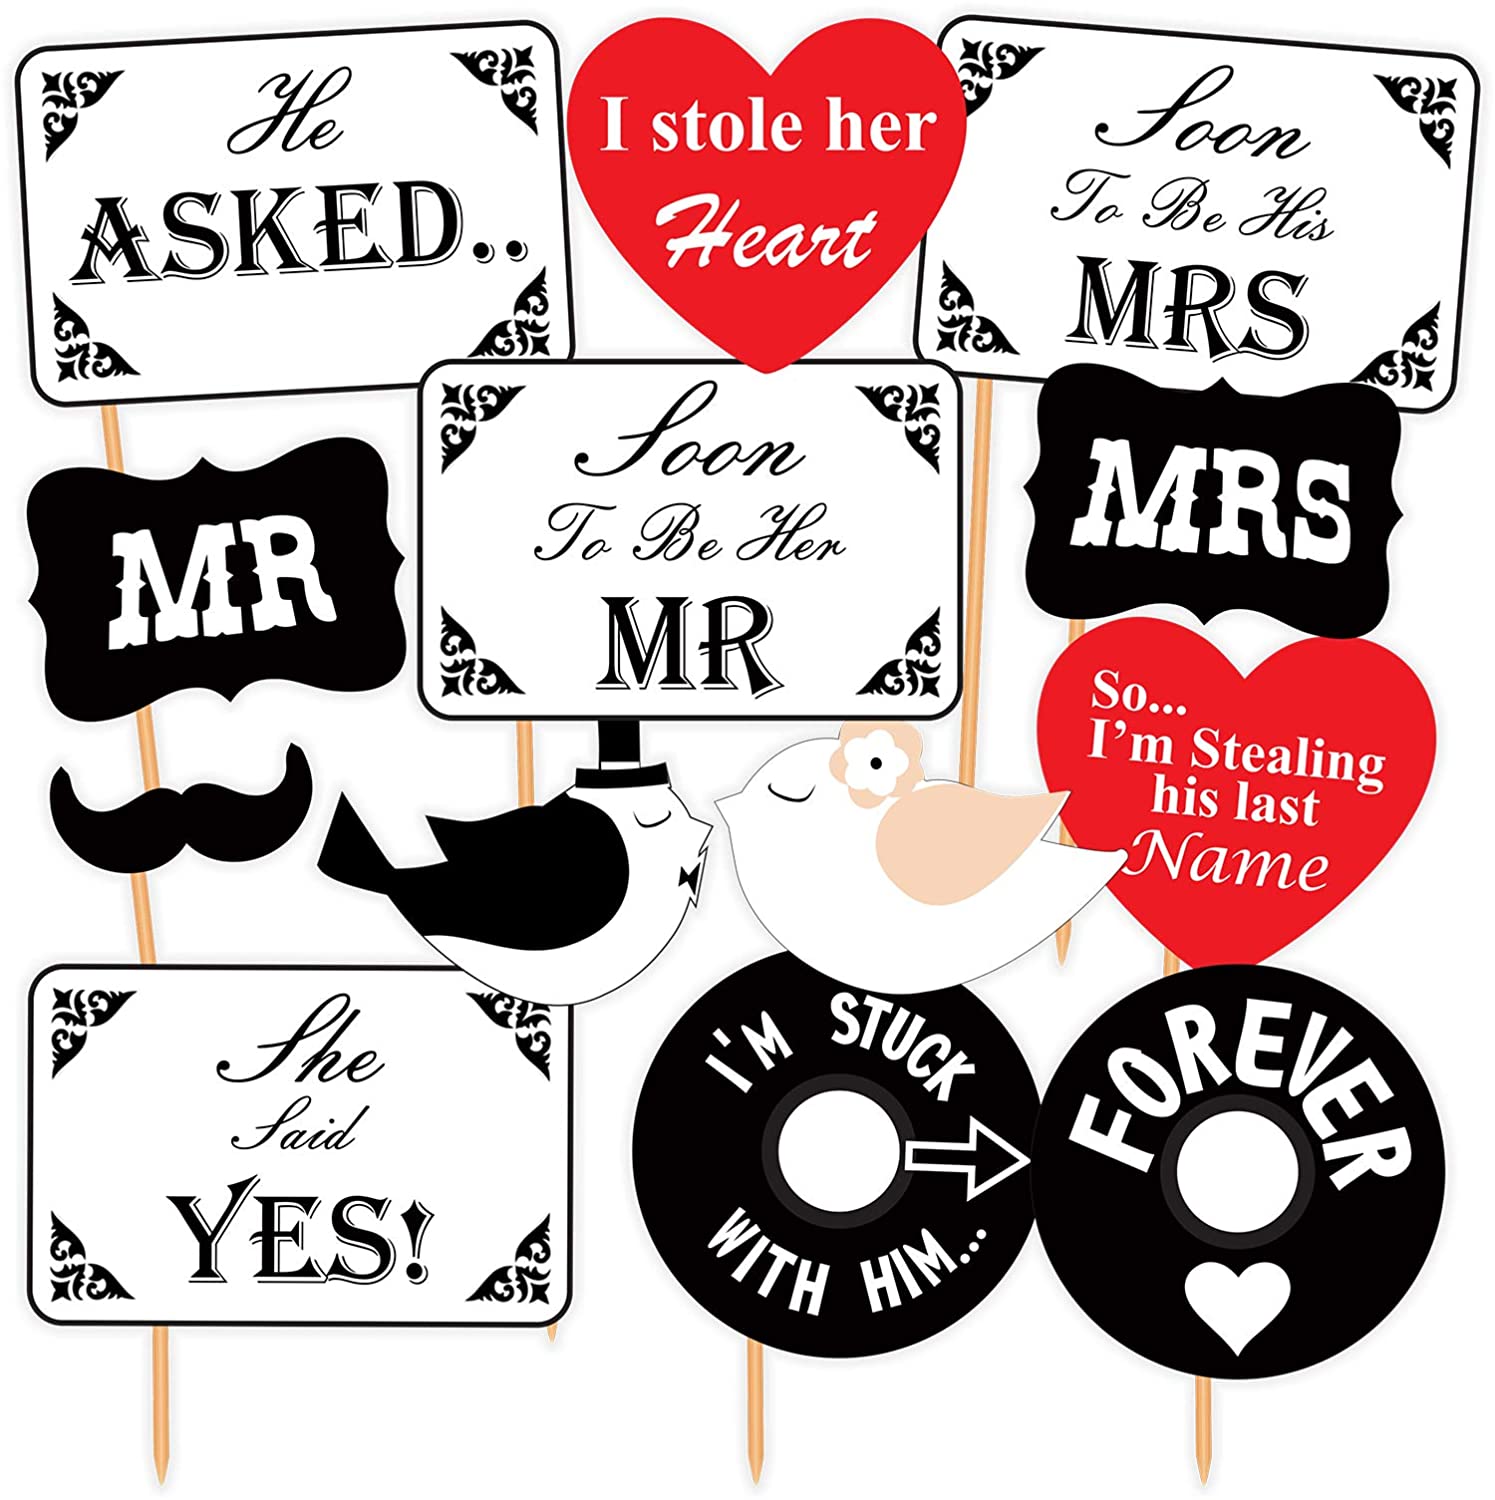 He
ASKED..
I stole her
Heart
Soon
To Be His
MRS
MR
Soon
To Be Her
MR
MRS
So...
I'm Stealing
his last
Name
She
Said
YES!
I'M STUCK
WITH HIM...
FOREVER